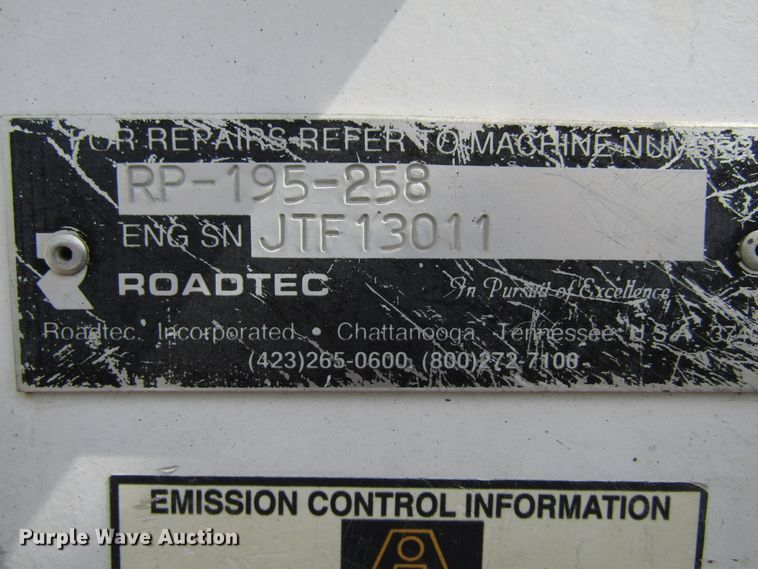 FOR REPAIRS REFER TO MACHINE NUMBER
RP-195-258
ENG SN JTF13011
R ROADTEC In Pursuit of Excellence
Roadtec, Incorporated • Chattanooga, Tennessee U.S.A. 374
(423)265-0600 (800)272-7100
EMISSION CONTROL INFORMATION
Purple Wave Auction